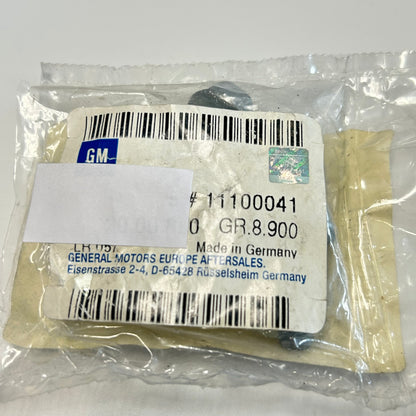 GM
# 11100041
GR.8.900
Made in Germany
GENERAL MOTORS EUROPE AFTERSALES.
Eisenstrasse 2-4, D-65428 Rüsselsheim Germany